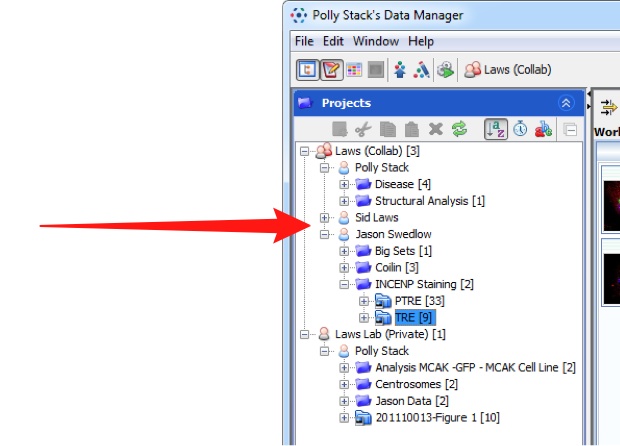 Polly Stack's Data Manager
File Edit Window Help
Laws (Collab)
Projects
Work
Laws (Collab) [3]
Polly Stack
Disease [4]
Structural Analysis [1]
Sid Laws
Jason Swedlow
Big Sets [1]
Coilin [3]
INCENP Staining [2]
PTRE [33]
TRE [9]
Laws Lab (Private) [1]
Polly Stack
Analysis MCAK -GFP - MCAK Cell Line [2]
Centrosomes [2]
Jason Data [2]
201110013-Figure 1 [10]